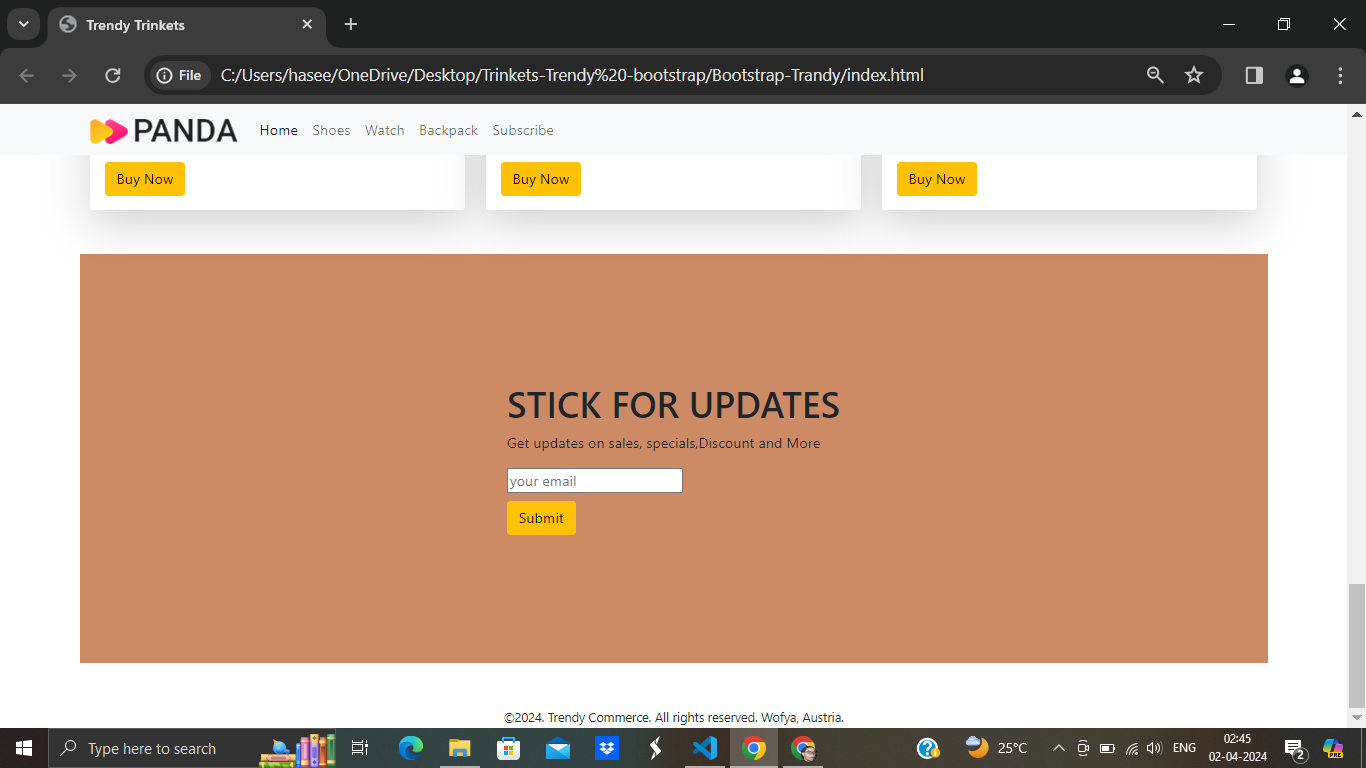 Trendy Trinkets
File C:/Users/hasee/OneDrive/Desktop/Trinkets-Trendy%20-bootstrap/Bootstrap-Trandy/index.html
PANDA Home Shoes Watch Backpack Subscribe
Buy Now Buy Now Buy Now
STICK FOR UPDATES
Get updates on sales, specials,Discount and More
your email
Submit
©2024. Trendy Commerce. All rights reserved. Wofya, Austria.
Type here to search 25°C ENG 02:45
02-04-2024 2 PRE